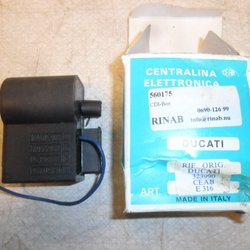 CENTRALINA
ELETTRONICA
560175
CDI-Box
0690-126 99
RINAB info@rinab.nu
DUCATI
RIF. ORIG.
DUCATI
323990
CEAB
ART. E 316
MADE IN ITALY